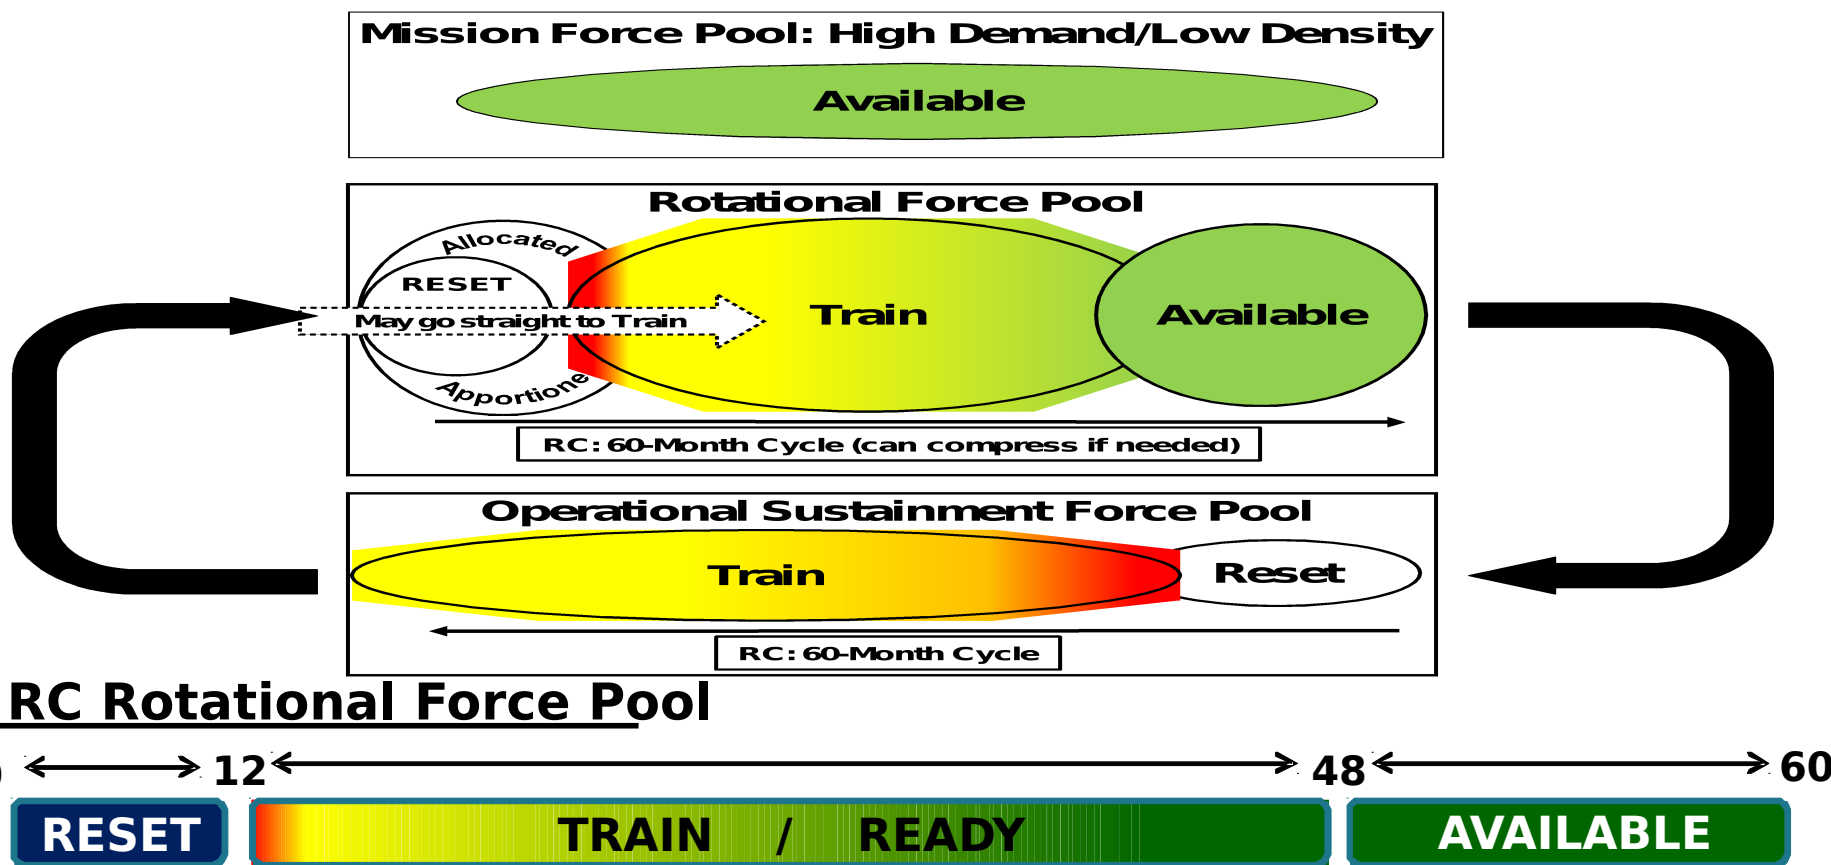 Mission Force Pool: High Demand/Low Density
Available
Rotational Force Pool
Allocated
RESET
May go straight to Train
Train
Available
Apportione
RC: 60-Month Cycle (can compress if needed)
Operational Sustainment Force Pool
Train
Reset
RC: 60-Month Cycle
RC Rotational Force Pool
12
48
60
RESET
TRAIN / READY
AVAILABLE